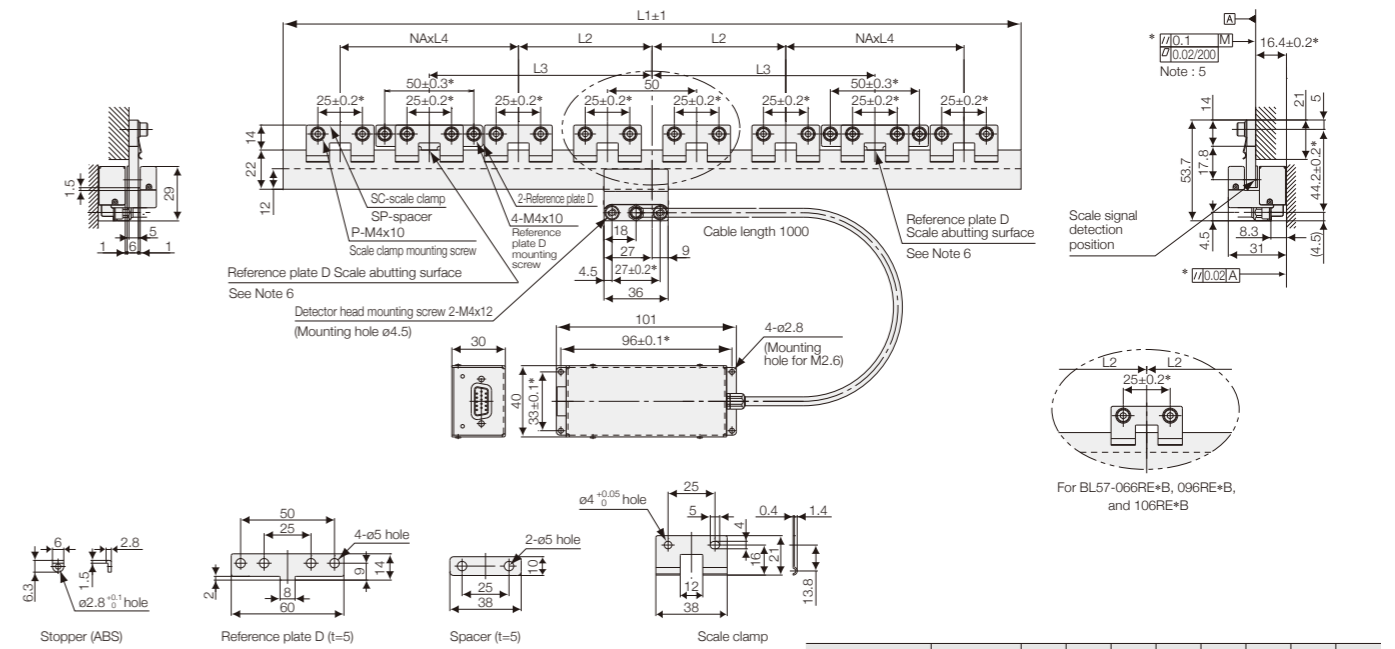 L1±1
NAxL4
L2
L2
NAxL4
L3
50
L3
50±0.3*
50±0.3*
25±0.2*
25±0.2*
25±0.2*
25±0.2*
25±0.2*
25±0.2*
25±0.2*
25±0.2*
14
22
12
SC-scale clamp
SP-spacer
P-M4x10
Scale clamp mounting screw
2-Reference plate D
4-M4x10
Reference
plate D
mounting
screw
Reference plate D Scale abutting surface
See Note 6
Detector head mounting screw 2-M4x12
(Mounting hole ø4.5)
18
27
9
4.5
27±0.2*
36
Cable length 1000
Reference plate D
Scale abutting surface
See Note 6
1.5
29
5
1
6
1
A
* // 0.1 M
⏥ 0.02/200
Note : 5
16.4±0.2*
14
21
5
53.7
17.8
44.2±0.2*
4.5
8.3
31
(4.5)
Scale signal
detection
position
* // 0.02 A
30
101
96±0.1*
40
33±0.1*
4-ø2.8
(Mounting
hole for M2.6)
L2
L2
25±0.2*
For BL57-066RE*B, 096RE*B,
and 106RE*B
6
2.8
6.3
1.5
ø2.8 +0.1 0 hole
Stopper (ABS)
50
25
4-ø5 hole
9
14
2
8
60
Reference plate D (t=5)
2-ø5 hole
10
25
38
Spacer (t=5)
ø4 +0.05 0 hole
25
5
4
16
21
12
38
0.4
1.4
13.8
Scale clamp